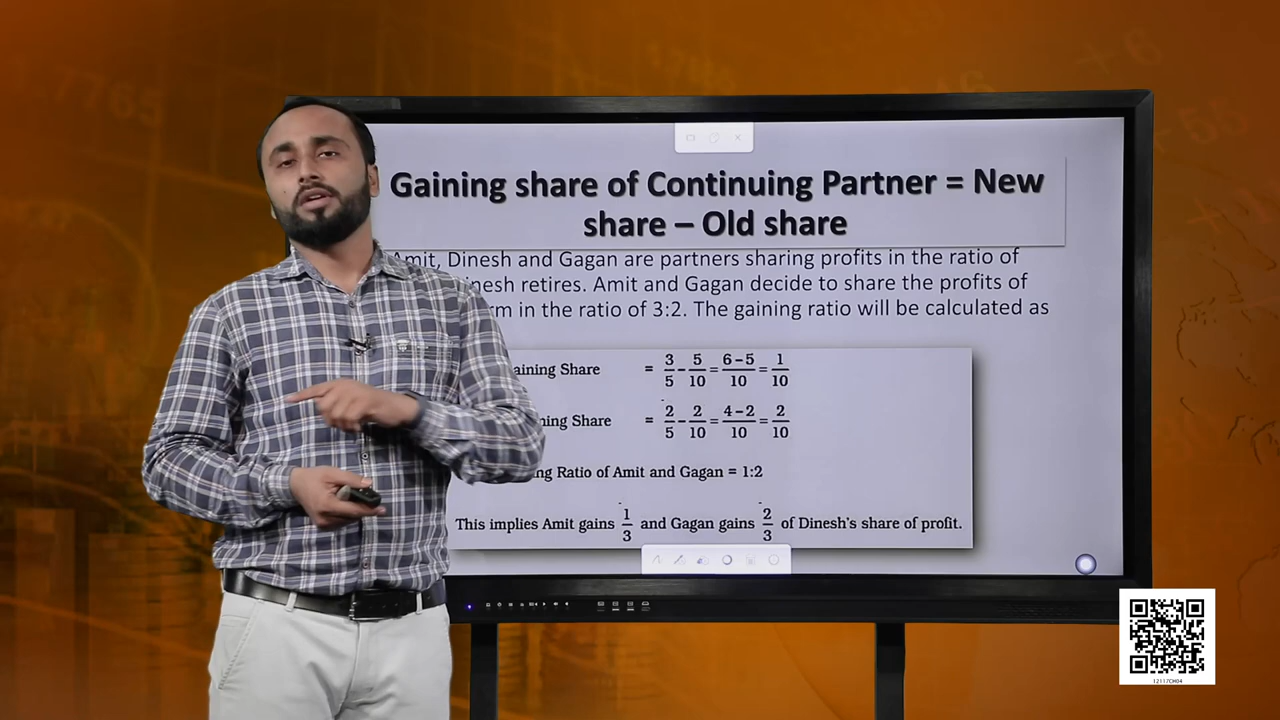 Gaining share of Continuing Partner = New
share – Old share
Amit, Dinesh and Gagan are partners sharing profits in the ratio of
retires. Amit and Gagan decide to share the profits of
in the ratio of 3:2. The gaining ratio will be calculated as
Share = 3/5 - 5/10 = 6-5/10 = 1/10
Share = 2/5 - 2/10 = 4-2/10 = 2/10
Ratio of Amit and Gagan = 1:2
This implies Amit gains 1/3 and Gagan gains 2/3 of Dinesh's share of profit.
12117CH04